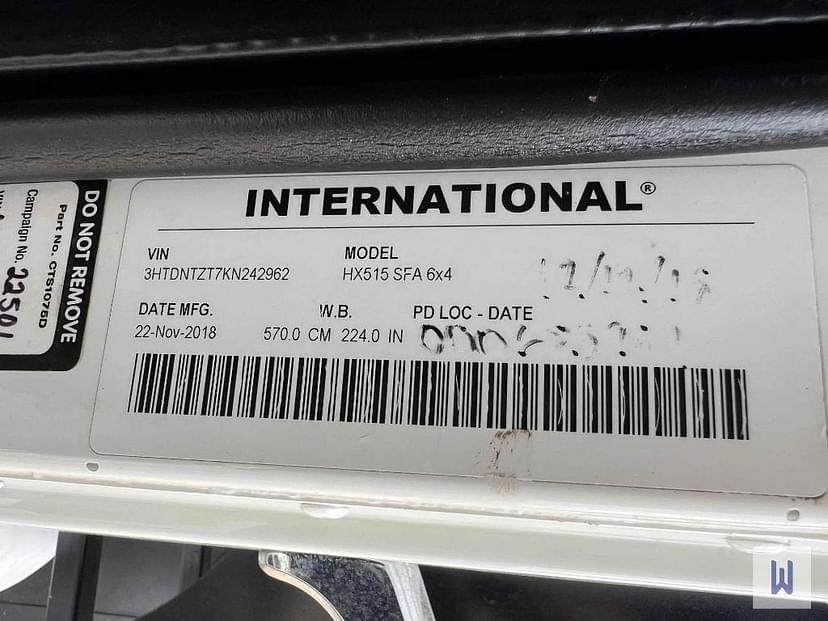 INTERNATIONAL®
VIN
3HTDNTZT7KN242962
MODEL
HX515 SFA 6x4
DATE MFG.
22-Nov-2018
W.B.
570.0 CM 224.0 IN
PD LOC - DATE
DO NOT REMOVE
Part No. CTS1075D
Campaign No. 22501
W